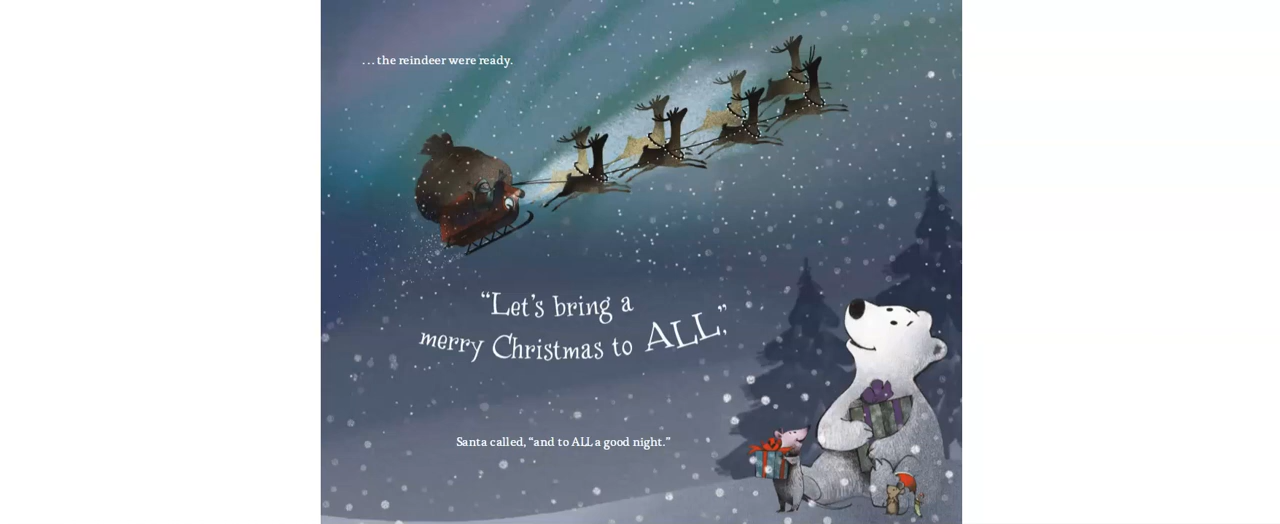 ...the reindeer were ready.
“Let’s bring a
merry Christmas to ALL,”
Santa called, “and to ALL a good night.”